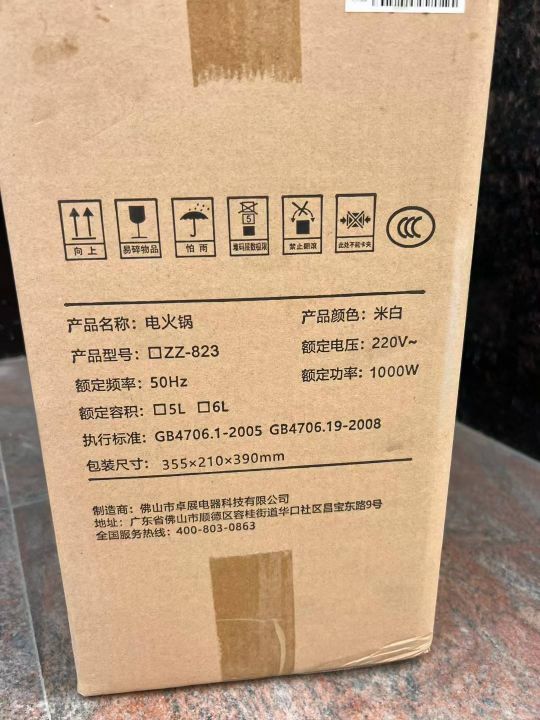 向上 易碎物品 怕雨 5 堆码层数极限 禁止翻滚 此处不能卡夹 CCC
产品名称：电火锅 产品颜色：米白
产品型号：□ZZ-823 额定电压：220V~
额定频率：50Hz 额定功率：1000W
额定容积：□5L □6L
执行标准：GB4706.1-2005 GB4706.19-2008
包装尺寸：355×210×390mm
制造商：佛山市卓展电器科技有限公司
地址：广东省佛山市顺德区容桂街道华口社区昌宝东路9号
全国服务热线：400-803-0863